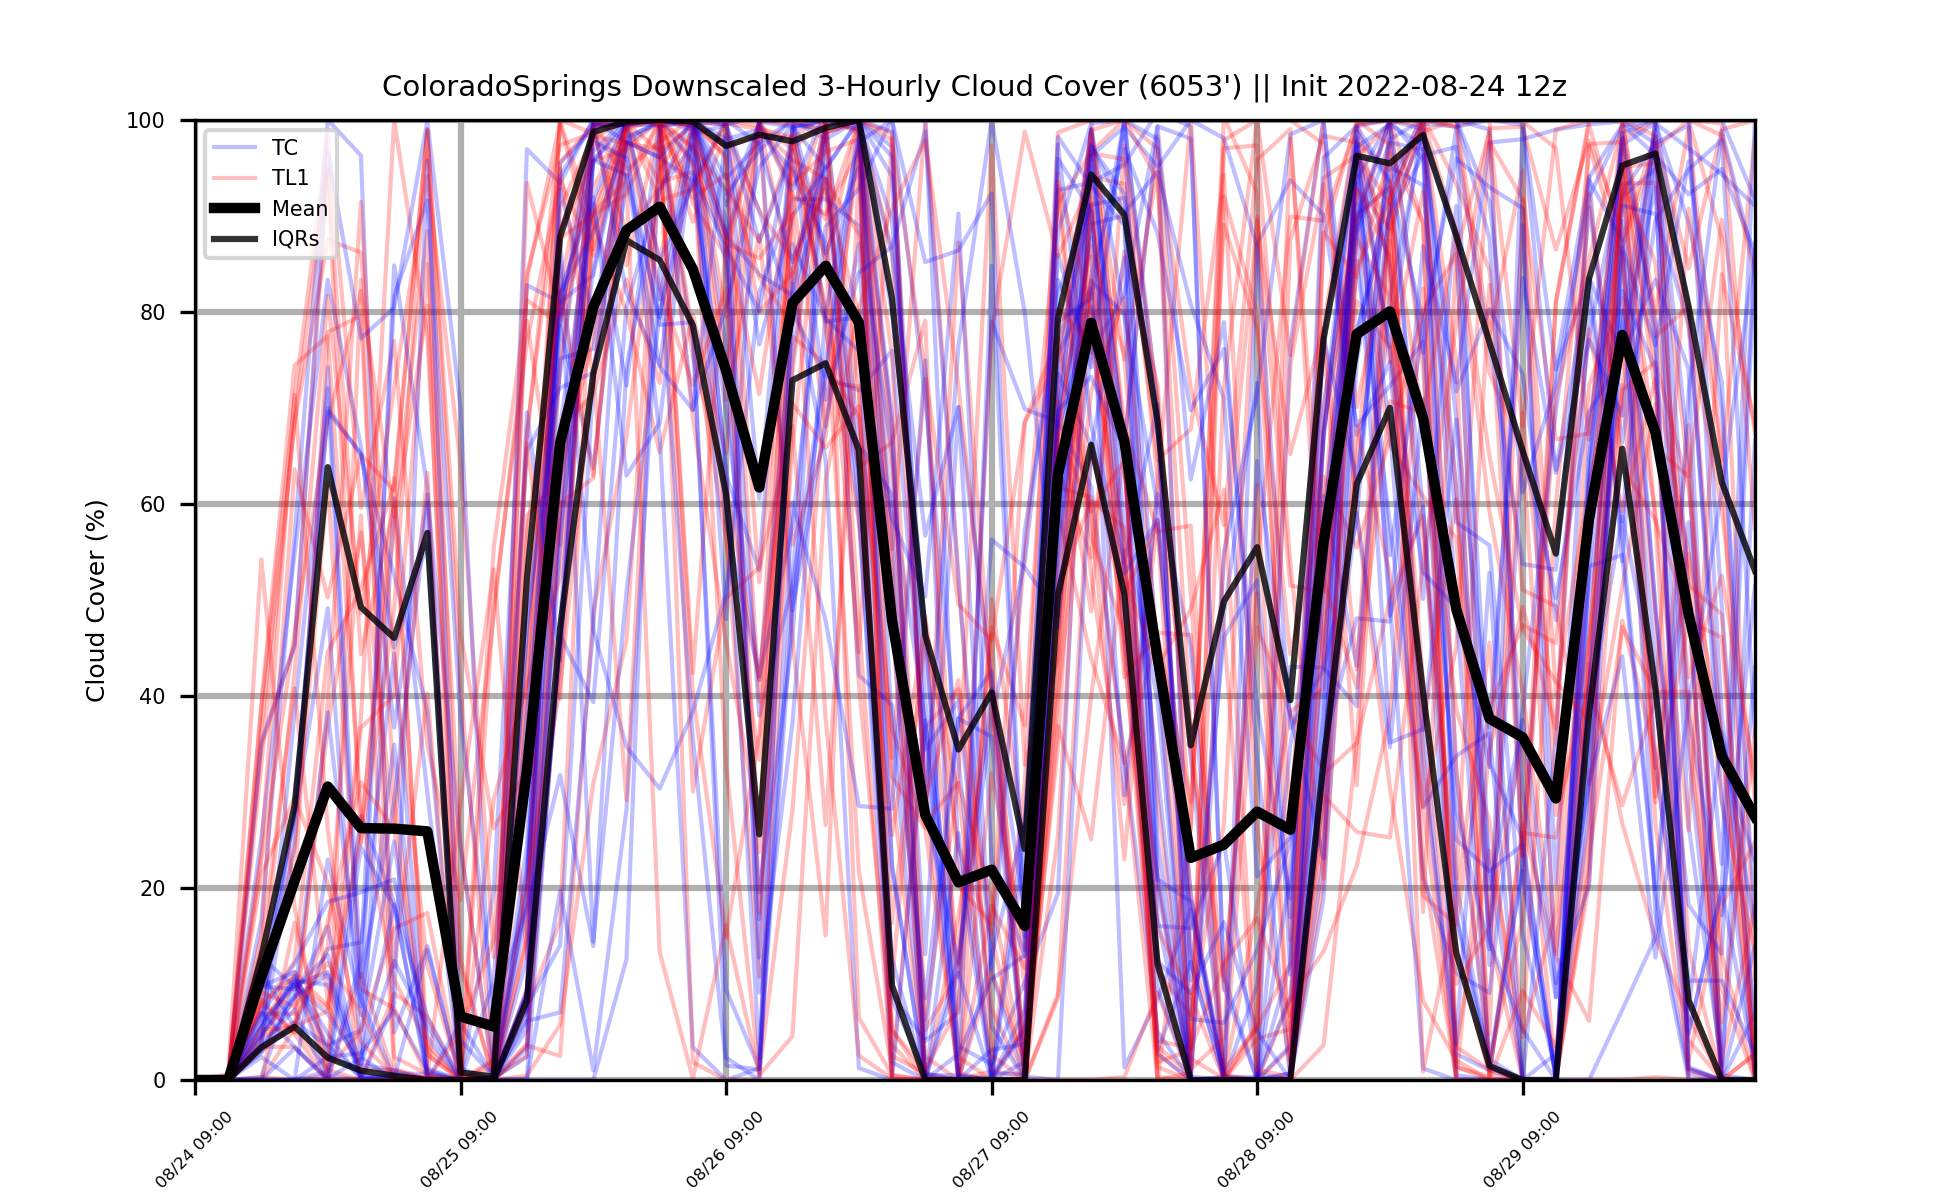 ColoradoSprings Downscaled 3-Hourly Cloud Cover (6053') || Init 2022-08-24 12z
TC
TL1
Mean
IQRs
Cloud Cover (%)
100
80
60
40
20
0
08/24 09:00
08/25 09:00
08/26 09:00
08/27 09:00
08/28 09:00
08/29 09:00